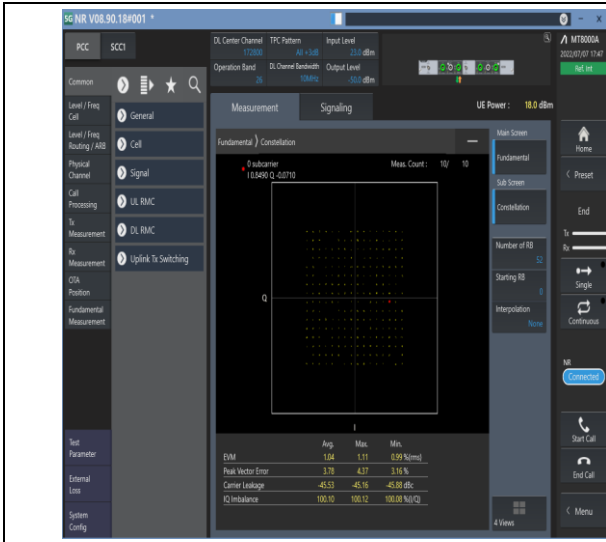 5G NR V08.90.18#001 *
PCC SCC1
DL Center Channel TPC Pattern Input Level
172800 All +3dB 23.0 dBm
Operation Band DL Channel Bandwidth Output Level
26 10MHz -50.0 dBm
MT8000A
2022/07/07 17:47
Ref. Int
Common
Level / Freq
Cell
Level / Freq
Routing / ARB
Physical
Channel
Call
Processing
Tx
Measurement
Rx
Measurement
OTA
Position
Fundamental
Measurement
Test
Parameter
External
Loss
System
Config
General
Cell
Signal
UL RMC
DL RMC
Uplink Tx Switching
Measurement Signaling UE Power : 18.0 dBm
Fundamental Constellation
0 subcarrier Meas. Count : 10/ 10
I 0.3490 Q -0.0710
Q
I
Avg. Max. Min.
EVM 1.04 1.11 0.99 %(rms)
Peak Vector Error 3.78 4.37 3.16 %
Carrier Leakage -45.53 -45.16 -45.88 dBc
IQ Imbalance 100.10 100.12 100.08 %(I/Q)
Main Screen
Fundamental
Sub Screen
Constellation
Number of RB
52
Starting RB
0
Interpolation
None
4 Views
Home
Preset
End
Tx
Rx
Single
Continuous
NR
Connected
Start Call
End Call
Menu